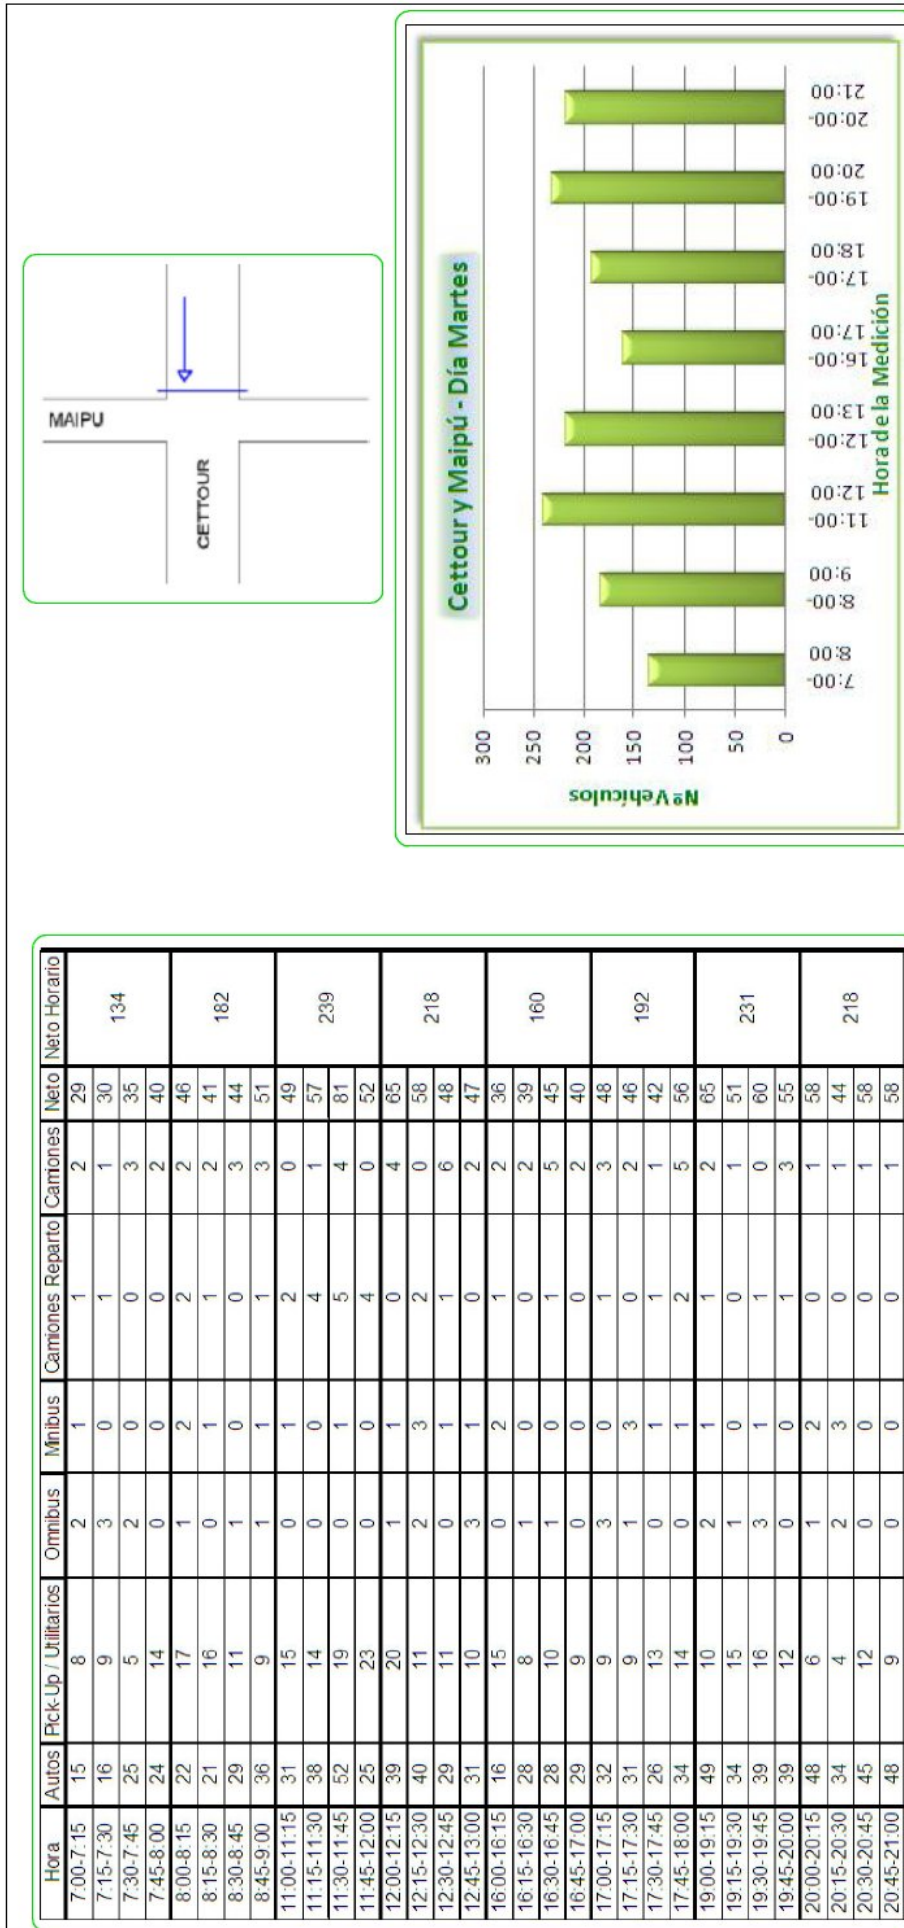 Hora Autos Pick-Up / Utilitarios Omnibus Minibus Camiones Reparto Camiones Neto Neto Horario
7:00-7:15 15 8 2 1 1 2 29 134
7:15-7:30 16 9 3 0 1 1 30
7:30-7:45 25 5 2 0 0 3 35
7:45-8:00 24 14 0 0 0 2 40
8:00-8:15 22 17 1 2 2 2 46 182
8:15-8:30 21 16 0 1 1 2 41
8:30-8:45 29 11 1 0 0 3 44
8:45-9:00 36 9 1 1 1 3 51
11:00-11:15 31 15 0 1 2 0 49 239
11:15-11:30 38 14 0 0 4 1 57
11:30-11:45 52 19 0 1 5 4 81
11:45-12:00 25 23 0 0 4 0 52
12:00-12:15 39 20 1 1 0 4 65 218
12:15-12:30 40 11 2 3 2 0 58
12:30-12:45 29 11 0 1 1 6 48
12:45-13:00 31 10 3 1 0 2 47
16:00-16:15 16 15 0 2 1 2 36 160
16:15-16:30 28 8 1 0 0 2 39
16:30-16:45 28 10 1 0 1 5 45
16:45-17:00 29 9 0 0 0 2 40
17:00-17:15 32 9 3 0 1 3 48 192
17:15-17:30 31 9 1 3 0 2 46
17:30-17:45 26 13 0 1 1 1 42
17:45-18:00 34 14 0 1 2 5 56
19:00-19:15 49 10 2 1 1 2 65 231
19:15-19:30 34 15 1 0 0 1 51
19:30-19:45 39 16 3 1 1 0 60
19:45-20:00 39 12 0 0 1 3 55
20:00-20:15 48 6 1 2 0 1 58 218
20:15-20:30 34 4 2 3 0 1 44
20:30-20:45 45 12 0 0 0 1 58
20:45-21:00 48 9 0 0 0 1 58
MAIPU
CETTOUR
Cettour y Maipú - Día Martes
Nº Vehículos
300
250
200
150
100
50
0
7:00- 8:00- 11:00- 12:00- 16:00- 17:00- 19:00- 20:00-
8:00 9:00 12:00 13:00 17:00 18:00 20:00 21:00
Hora de la Medición